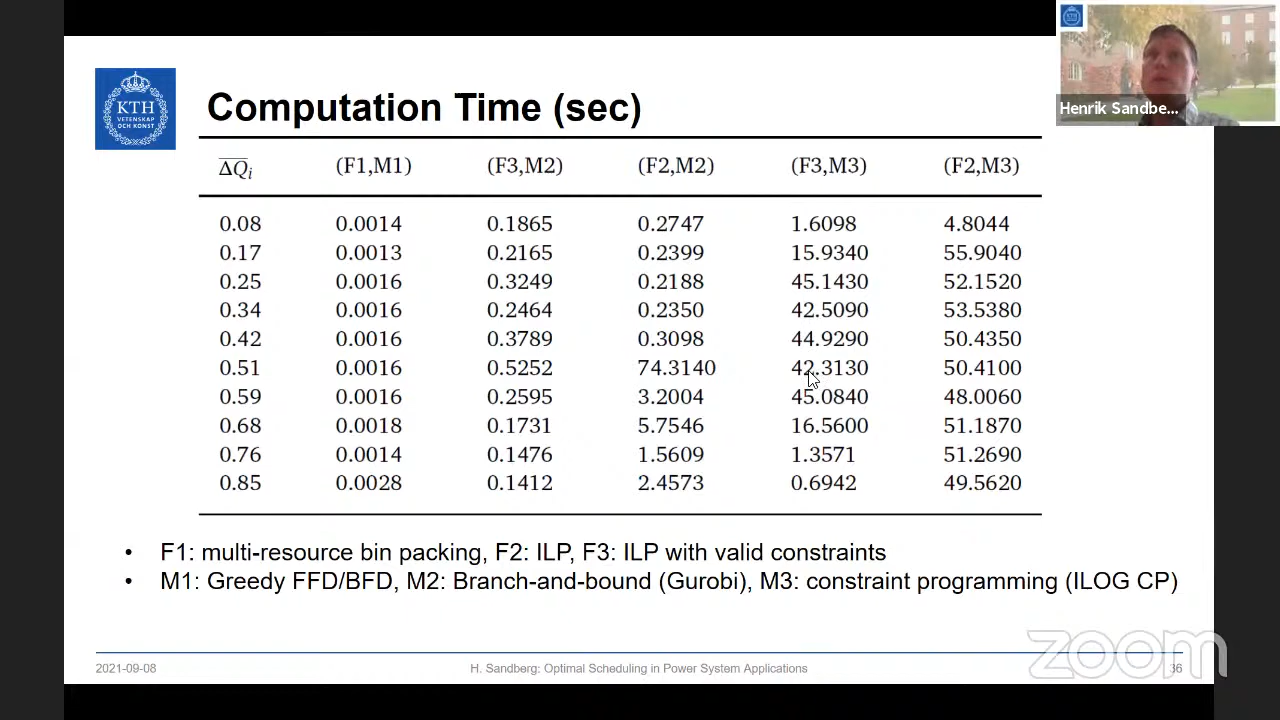 KTH
VETENSKAP
OCH KONST
Computation Time (sec)
KTH
Henrik Sandbe...
ΔQi (F1,M1) (F3,M2) (F2,M2) (F3,M3) (F2,M3)
0.08 0.0014 0.1865 0.2747 1.6098 4.8044
0.17 0.0013 0.2165 0.2399 15.9340 55.9040
0.25 0.0016 0.3249 0.2188 45.1430 52.1520
0.34 0.0016 0.2464 0.2350 42.5090 53.5380
0.42 0.0016 0.3789 0.3098 44.9290 50.4350
0.51 0.0016 0.5252 74.3140 42.3130 50.4100
0.59 0.0016 0.2595 3.2004 45.0840 48.0060
0.68 0.0018 0.1731 5.7546 16.5600 51.1870
0.76 0.0014 0.1476 1.5609 1.3571 51.2690
0.85 0.0028 0.1412 2.4573 0.6942 49.5620
• F1: multi-resource bin packing, F2: ILP, F3: ILP with valid constraints
• M1: Greedy FFD/BFD, M2: Branch-and-bound (Gurobi), M3: constraint programming (ILOG CP)
zoom
2021-09-08 H. Sandberg: Optimal Scheduling in Power System Applications 36